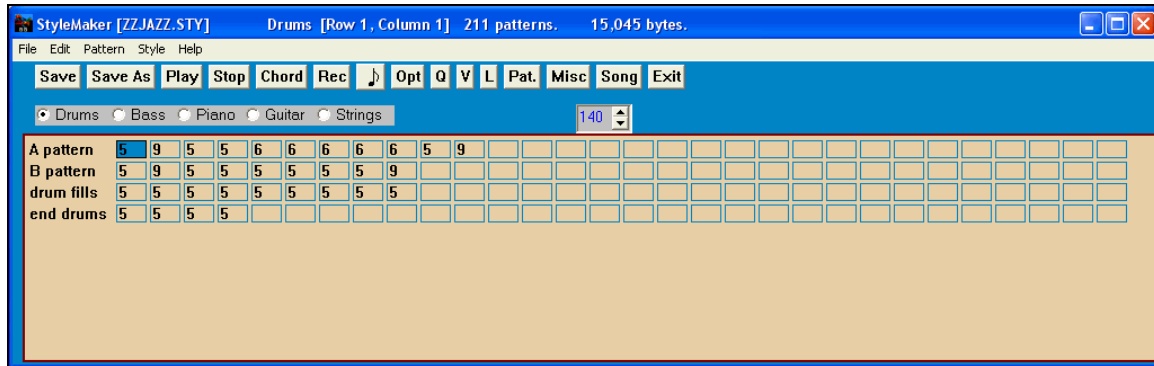 StyleMaker [ZZJAZZ.STY] Drums [Row 1, Column 1] 211 patterns. 15,045 bytes.
File Edit Pattern Style Help
Save Save As Play Stop Chord Rec ♪ Opt Q V L Pat. Misc Song Exit
Drums Bass Piano Guitar Strings 140
A pattern 5 9 5 5 6 6 6 6 6 5 9
B pattern 5 9 5 5 5 5 5 5 9
drum fills 5 5 5 5 5 5 5 5 5
end drums 5 5 5 5